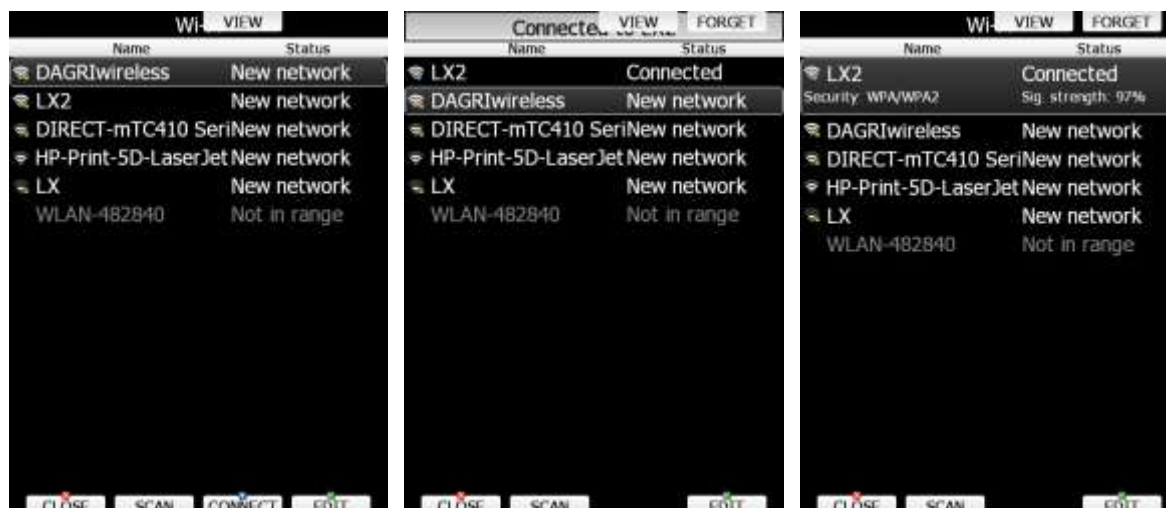 Wi- VIEW
Name Status
DAGRIwireless New network
LX2 New network
DIRECT-mTC410 SeriNew network
HP-Print-5D-LaserJet New network
LX New network
WLAN-482840 Not in range
CLOSE SCAN CONNECT EDIT
Connected to LX2 VIEW FORGET
Name Status
LX2 Connected
DAGRIwireless New network
DIRECT-mTC410 SeriNew network
HP-Print-5D-LaserJet New network
LX New network
WLAN-482840 Not in range
CLOSE SCAN EDIT
Wi- VIEW FORGET
Name Status
LX2 Connected
Security: WPA/WPA2 Sig. strength: 97%
DAGRIwireless New network
DIRECT-mTC410 SeriNew network
HP-Print-5D-LaserJet New network
LX New network
WLAN-482840 Not in range
CLOSE SCAN EDIT